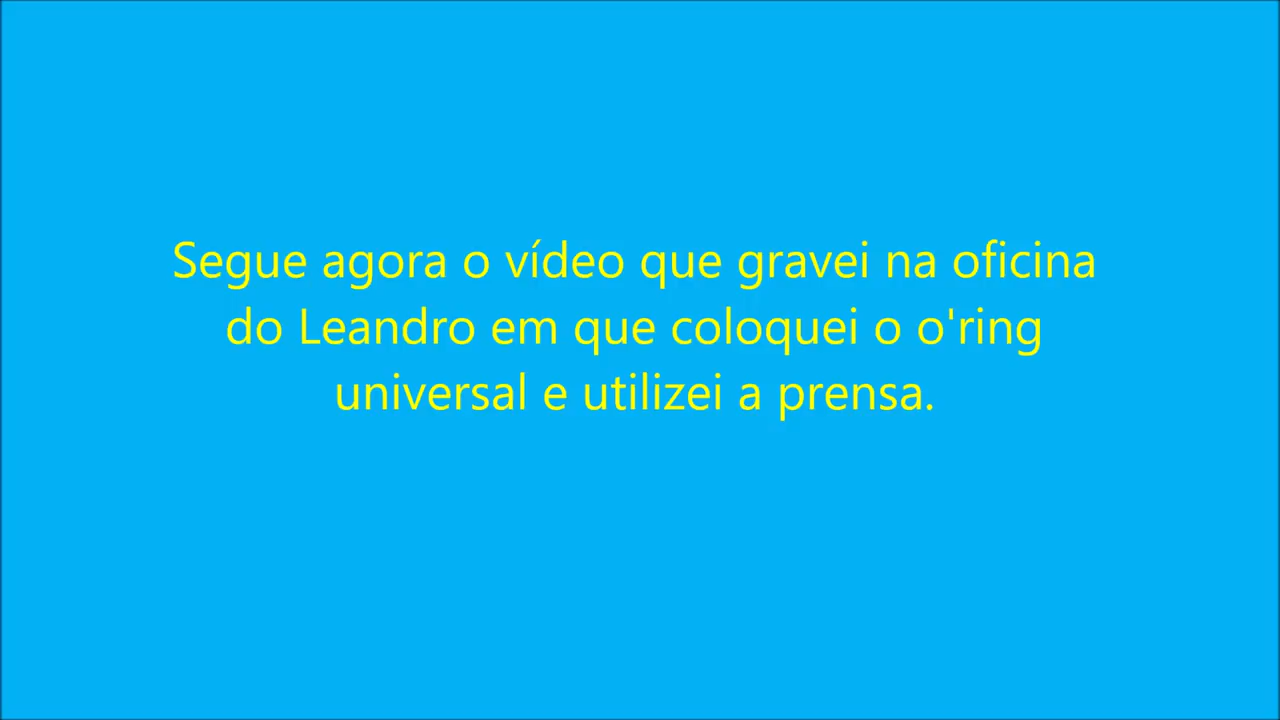 Segue agora o vídeo que gravei na oficina
do Leandro em que coloquei o o'ring
universal e utilizei a prensa.